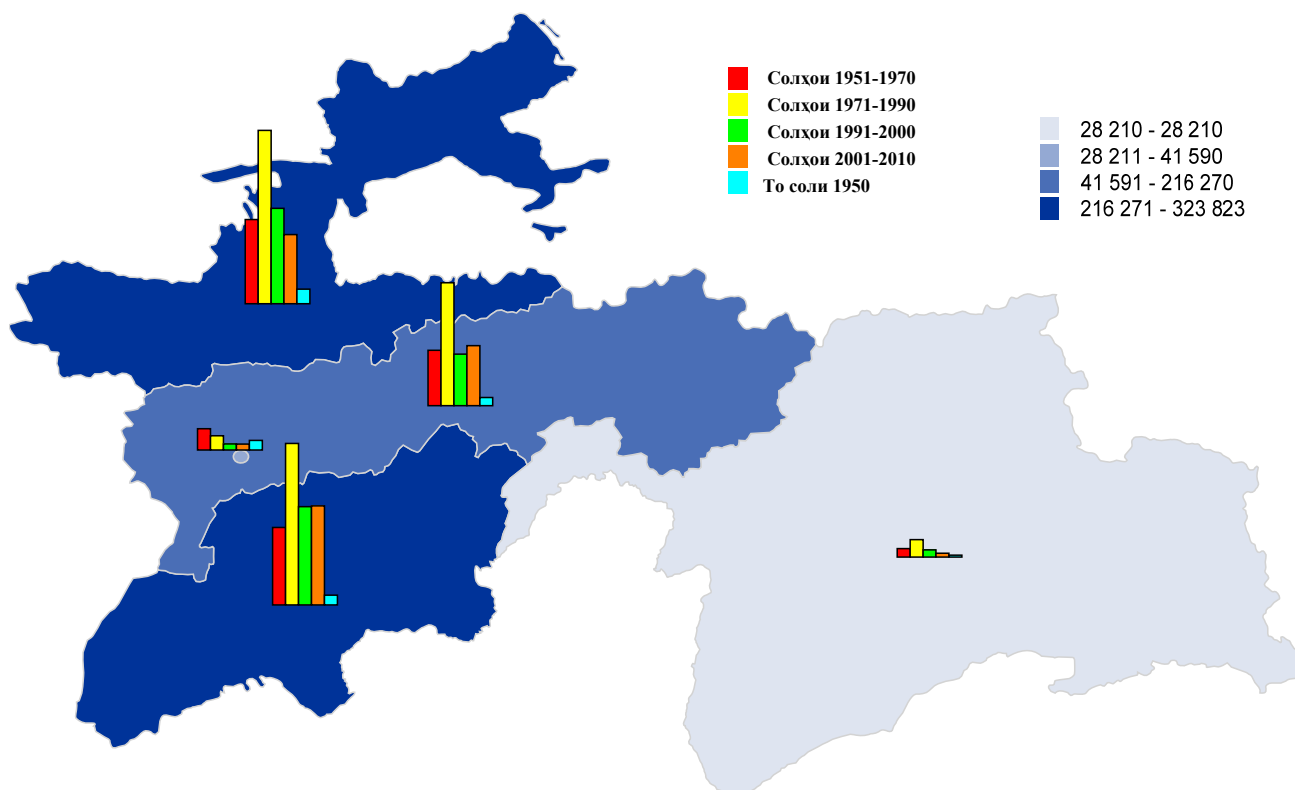 Солҳои 1951-1970
Солҳои 1971-1990
Солҳои 1991-2000
Солҳои 2001-2010
То соли 1950
28 210 - 28 210
28 211 - 41 590
41 591 - 216 270
216 271 - 323 823